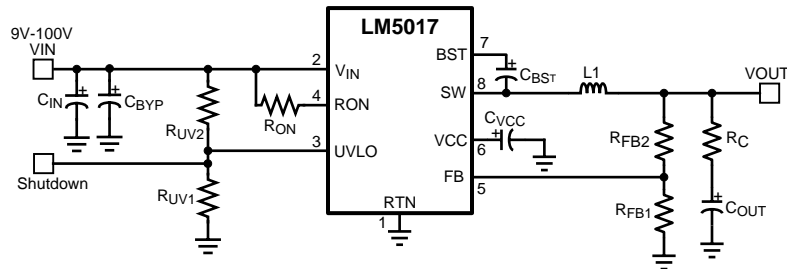 9V-100V
VIN
LM5017
7
BST
2
VIN
CBST
L1
VOUT
8
SW
CIN
CBYP
4
RON
RON
CVCC
RUV2
3
UVLO
VCC
6
RFB2
RC
FB
5
Shutdown
RUV1
RTN
1
RFB1
COUT